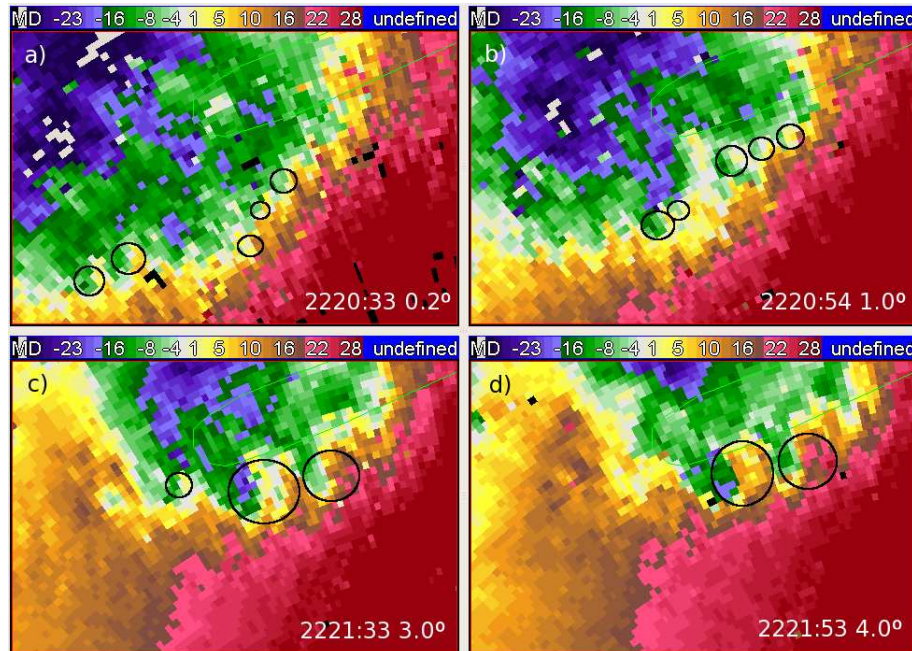 MD -23 -16 -8 -4 1 5 10 16 22 28 undefined
a)
2220:33 0.2º
MD -23 -16 -8 -4 1 5 10 16 22 28 undefined
b)
2220:54 1.0º
MD -23 -16 -8 -4 1 5 10 16 22 28 undefined
c)
2221:33 3.0º
MD -23 -16 -8 -4 1 5 10 16 22 28 undefined
d)
2221:53 4.0º